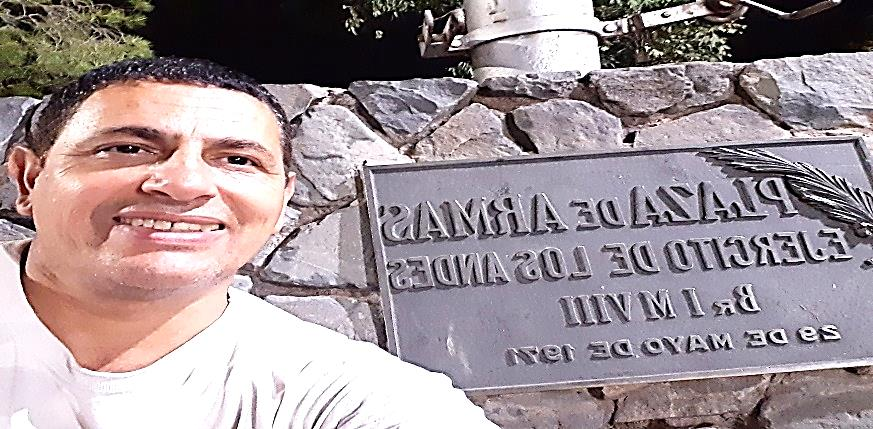 PLAZA DE ARMAS
EJERCITO DE LOS ANDES
BR I M VIII
29 DE MAYO DE 1971